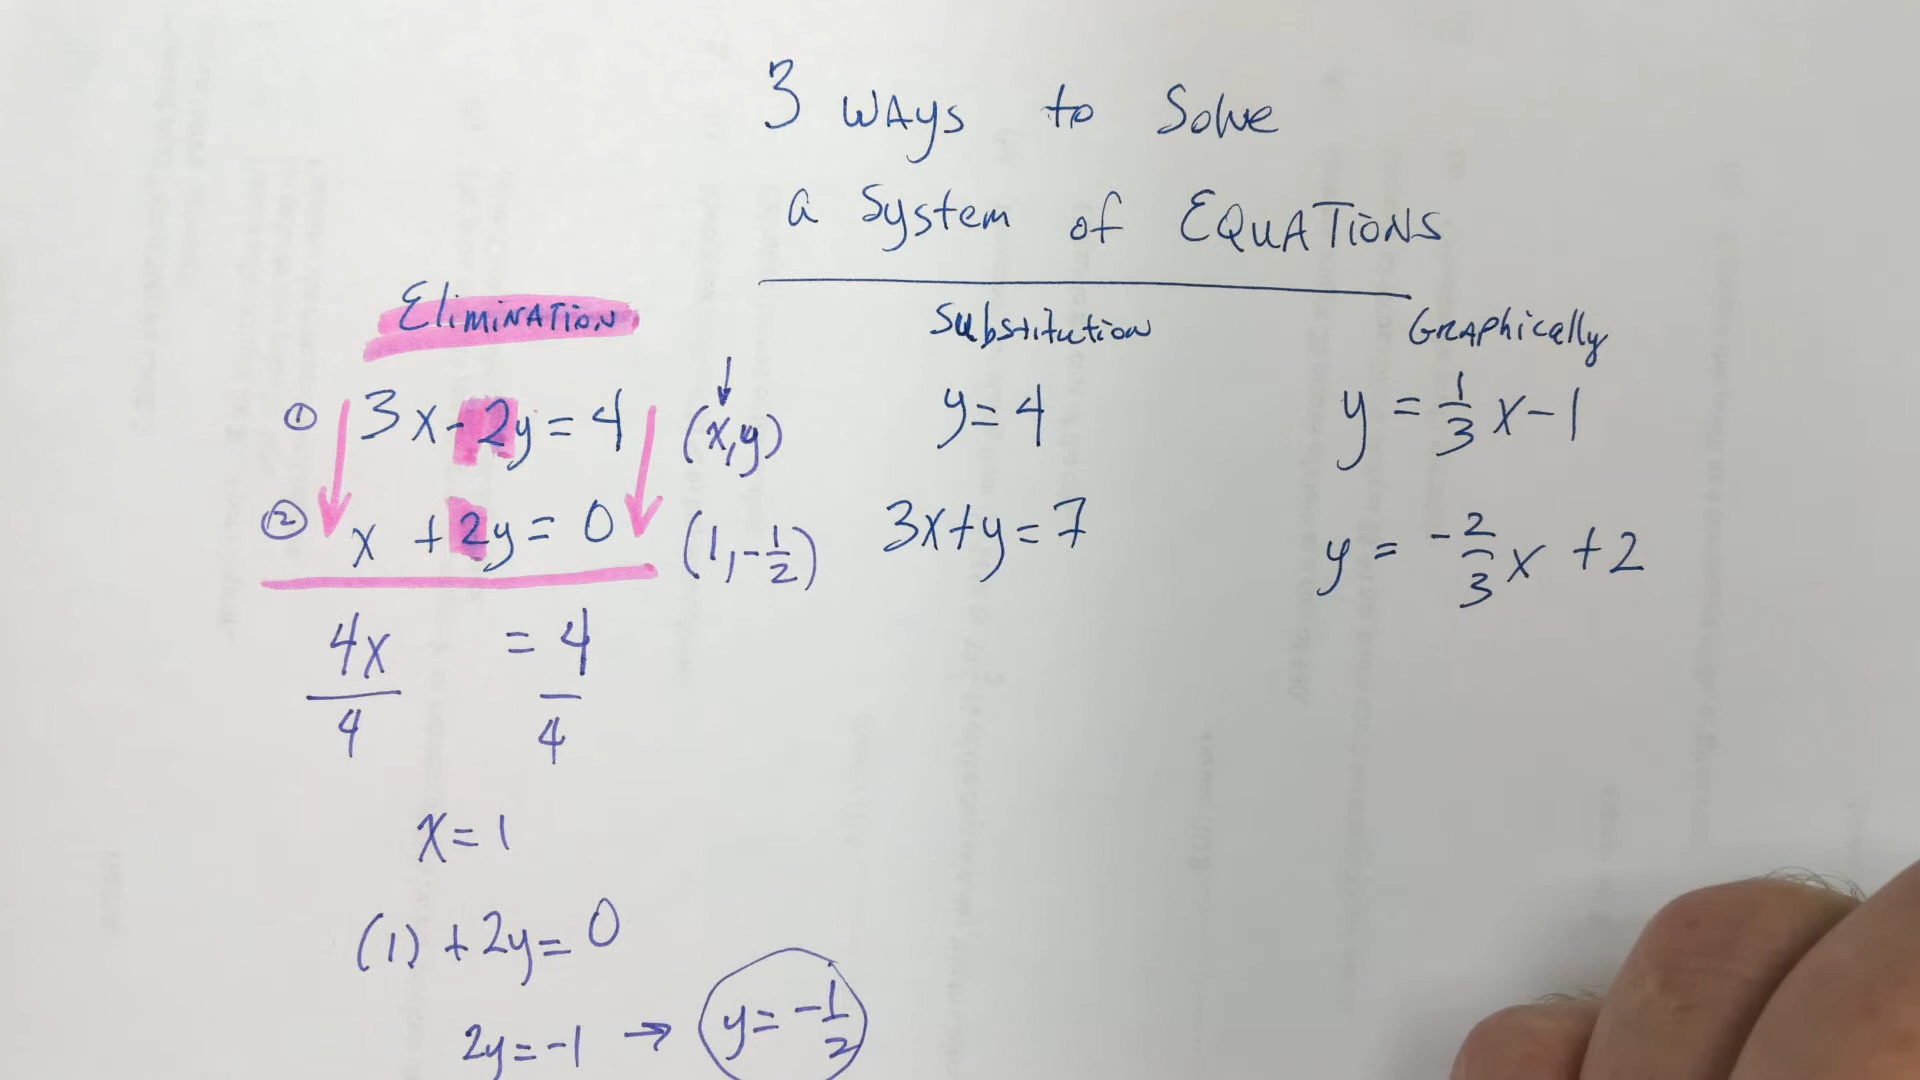 3 WAys to Solve
a System of EQUATIONS
Elimination
① 3x-2y=4 (x,y)
② x +2y=0 (1,-1/2)
4x/4 = 4/4
x=1
(1)+2y=0
2y=-1 → y=-1/2
Substitution
y=4
3x+y=7
GRAphically
y=1/3x-1
y=-2/3x+2